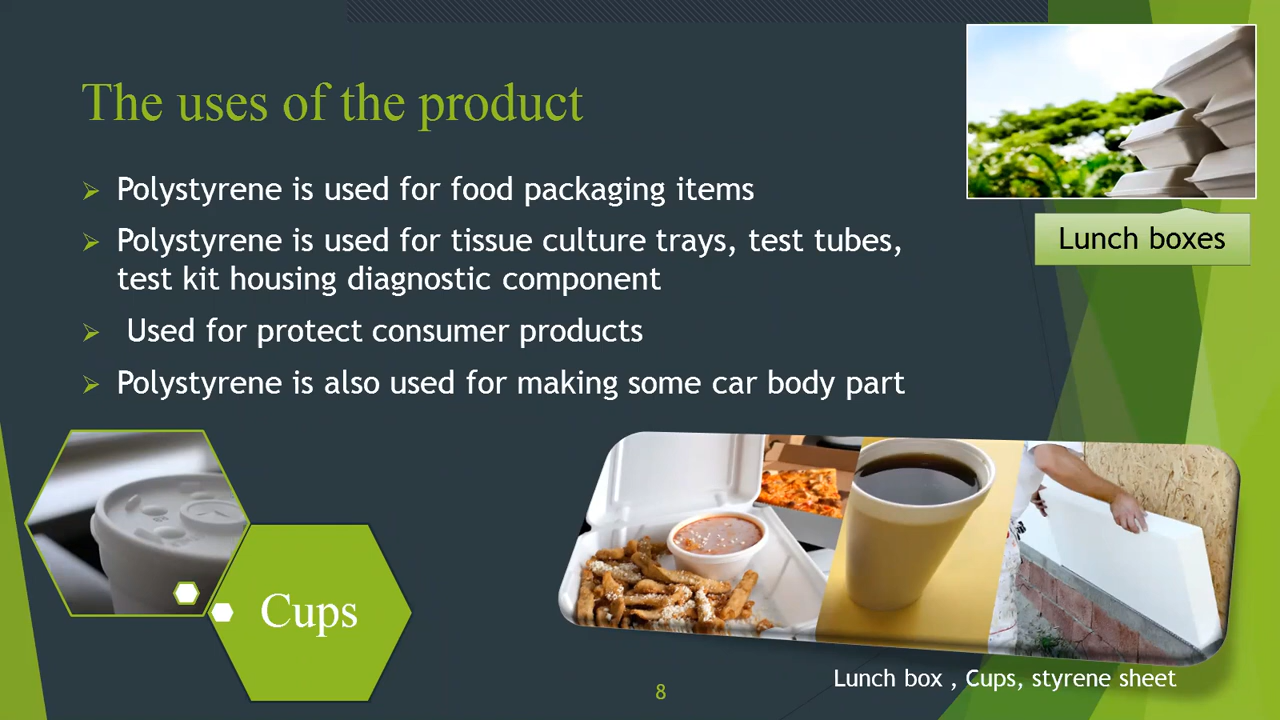 The uses of the product
Polystyrene is used for food packaging items
Polystyrene is used for tissue culture trays, test tubes,
test kit housing diagnostic component
Used for protect consumer products
Polystyrene is also used for making some car body part
Lunch boxes
Cups
Lunch box , Cups, styrene sheet
8